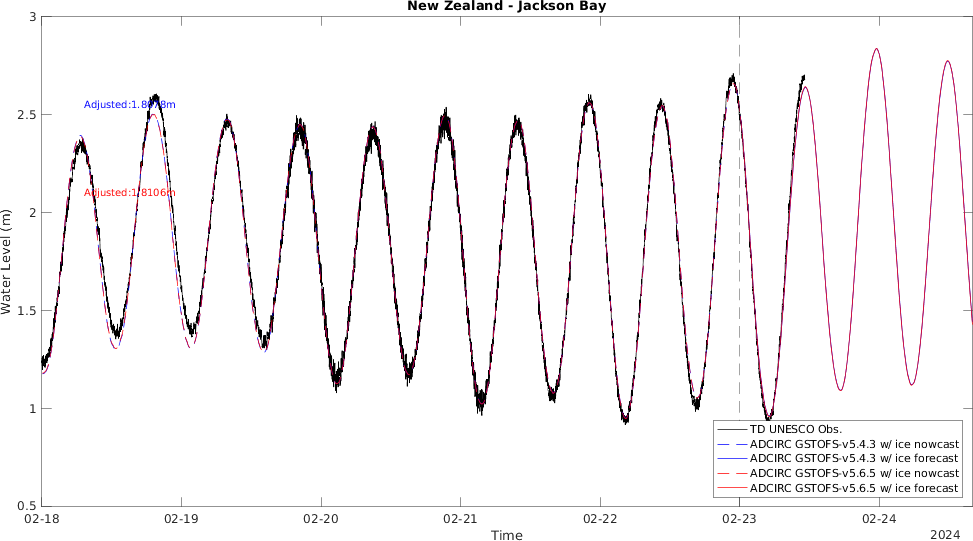 New Zealand - Jackson Bay
3
2.5
2
1.5
1
0.5
Water Level (m)
Adjusted:1.8106m
02-18
02-19
02-20
02-21
02-22
02-23
02-24
Time
2024
TD UNESCO Obs.
ADCIRC GSTOFS-v5.4.3 w/ ice nowcast
ADCIRC GSTOFS-v5.4.3 w/ ice forecast
ADCIRC GSTOFS-v5.6.5 w/ ice nowcast
ADCIRC GSTOFS-v5.6.5 w/ ice forecast